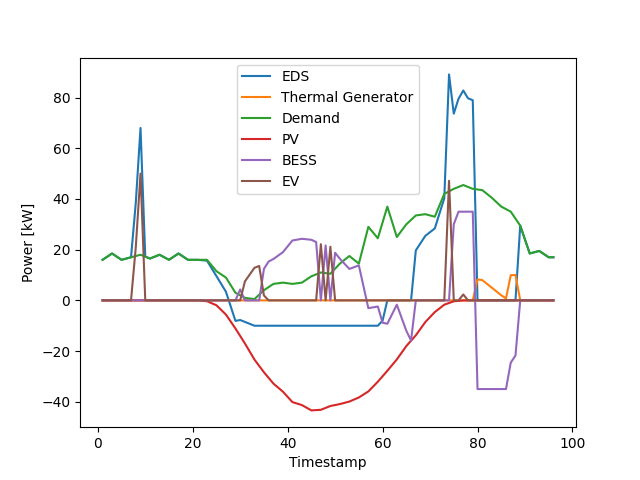 EDS
Thermal Generator
Demand
PV
BESS
EV
Power [kW]
80
60
40
20
0
−20
−40
0 20 40 60 80 100
Timestamp